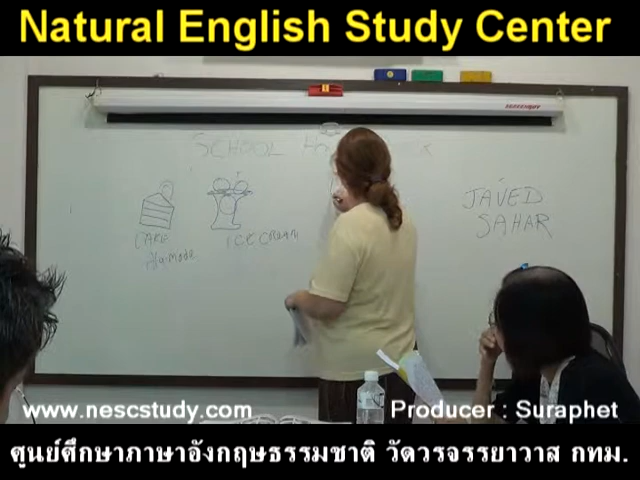 Natural English Study Center
SCHOOL
JAVED
SAHAR
CAKE
ICE CREAM
www.nescstudy.com
Producer : Suraphet
ศูนย์ศึกษาภาษาอังกฤษธรรมชาติ วัดวรจรรยาวาส กทม.